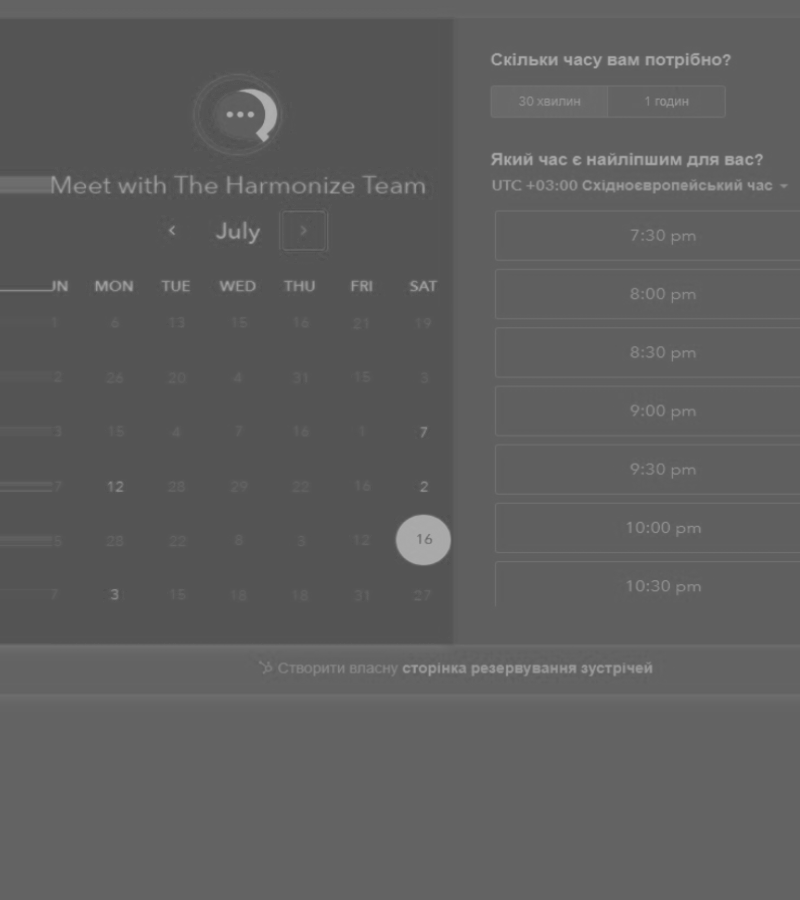 Meet with The Harmonize Team
July
MON TUE WED THU FRI SAT
1 6 13 15 16 21 19
2 26 20 4 31 15 5
3 15 4 7 16 1 7
7 12 28 29 22 16 2
5 28 22 8 5 12 16
7 3 15 18 18 31 27
Скільки часу вам потрібно?
30 хвилин 1 годин
Який час є найліпшим для вас?
UTC +03:00 Східноєвропейський час
7:30 pm
8:00 pm
8:30 pm
9:00 pm
9:30 pm
10:00 pm
10:30 pm
Створити власну сторінка резервування зустрічей